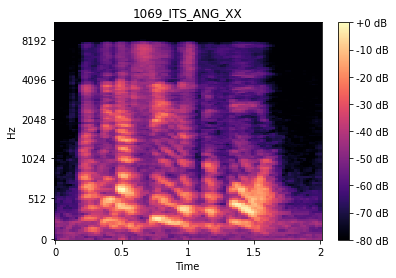 1069_ITS_ANG_XX
8192
4096
2048
1024
512
0
Hz
0
0.5
1
1.5
2
Time
+0 dB
-10 dB
-20 dB
-30 dB
-40 dB
-50 dB
-60 dB
-70 dB
-80 dB